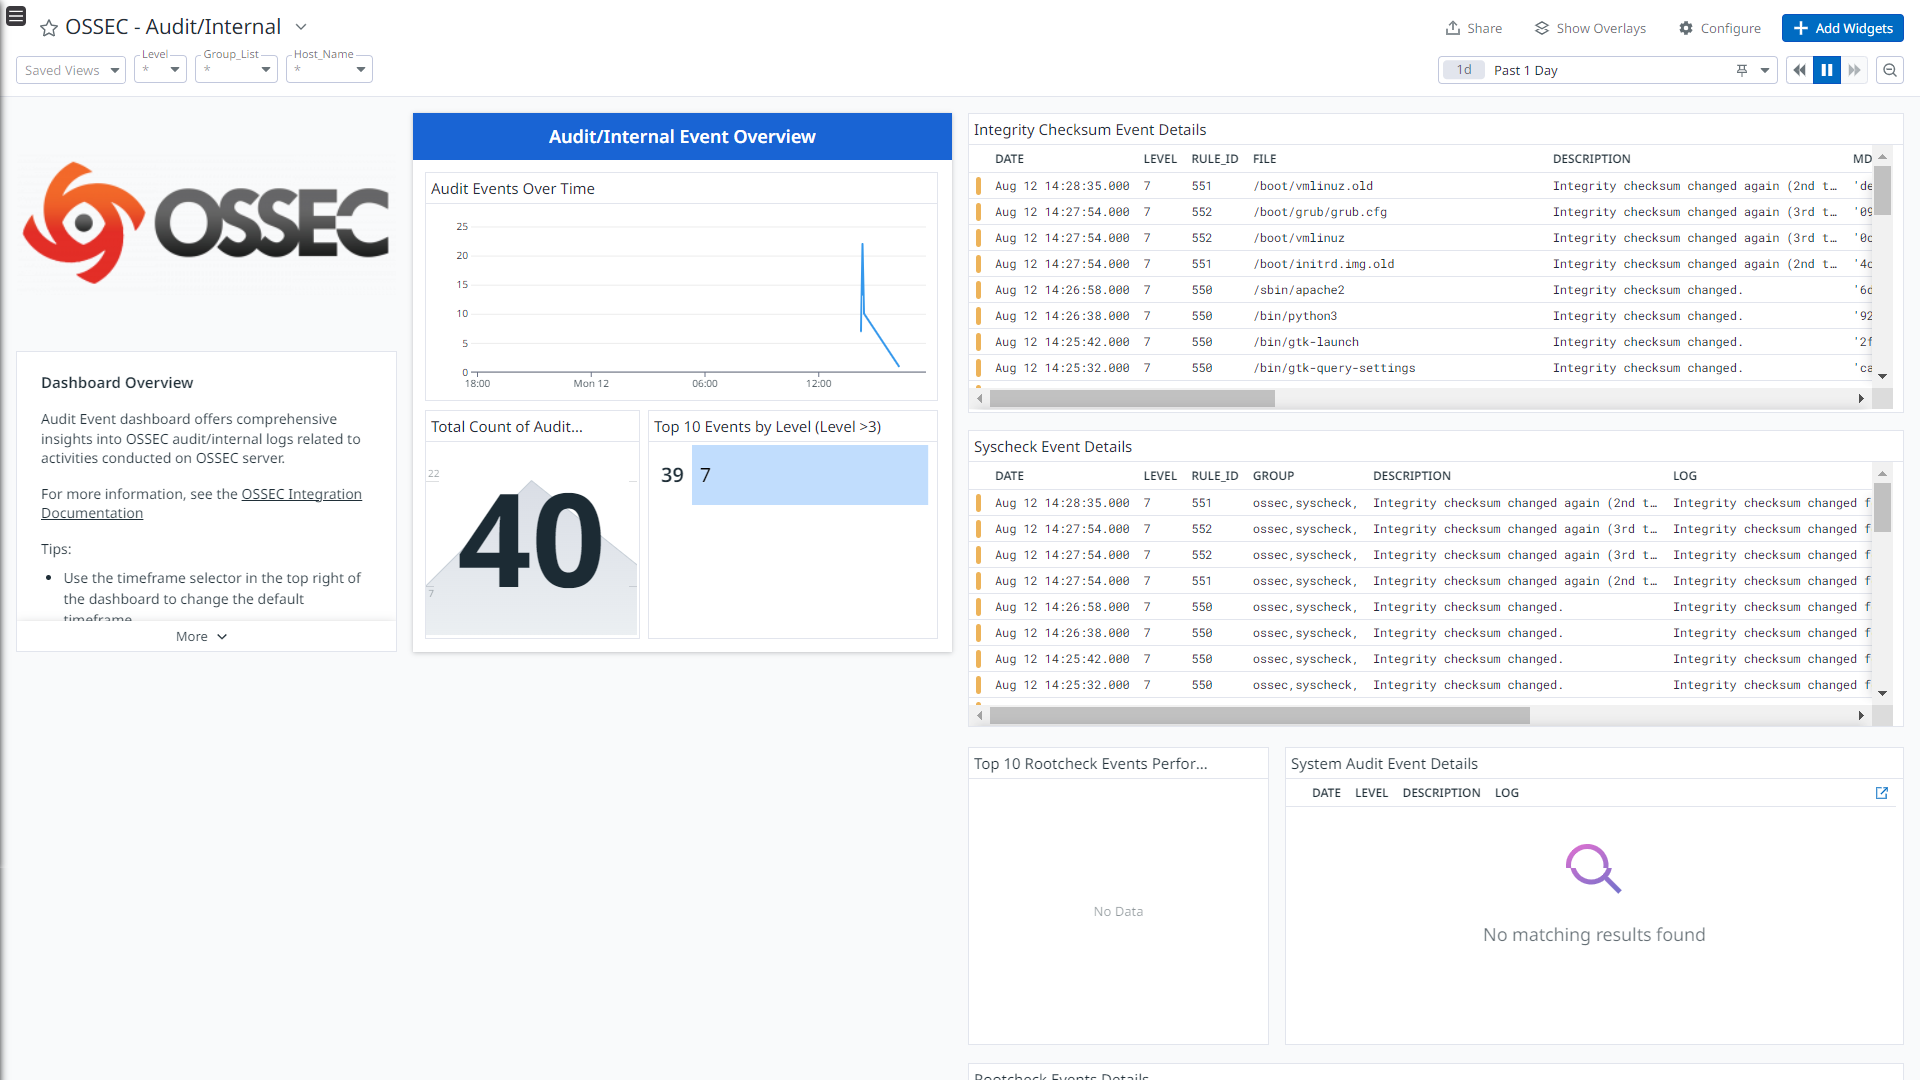 OSSEC - Audit/Internal
Share
Show Overlays
Configure
Add Widgets
Saved Views
Level
*
Group_List
*
Host_Name
*
1d
Past 1 Day
OSSEC
Dashboard Overview
Audit Event dashboard offers comprehensive
insights into OSSEC audit/internal logs related to
activities conducted on OSSEC server.
For more information, see the OSSEC Integration
Documentation
Tips:
Use the timeframe selector in the top right of
the dashboard to change the default
timeframe.
More
Audit/Internal Event Overview
Audit Events Over Time
25
20
15
10
5
0
18:00
Mon 12
06:00
12:00
Total Count of Audit...
22
40
7
Top 10 Events by Level (Level >3)
39 7
Integrity Checksum Event Details
DATE LEVEL RULE_ID FILE DESCRIPTION MD
Aug 12 14:28:35.000 7 551 /boot/vmlinuz.old Integrity checksum changed again (2nd t… 'de
Aug 12 14:27:54.000 7 552 /boot/grub/grub.cfg Integrity checksum changed again (3rd t… '09
Aug 12 14:27:54.000 7 552 /boot/vmlinuz Integrity checksum changed again (3rd t… '0c
Aug 12 14:27:54.000 7 551 /boot/initrd.img.old Integrity checksum changed again (2nd t… '4c
Aug 12 14:26:58.000 7 550 /sbin/apache2 Integrity checksum changed. '6d
Aug 12 14:26:38.000 7 550 /bin/python3 Integrity checksum changed. '92
Aug 12 14:25:42.000 7 550 /bin/gtk-launch Integrity checksum changed. '2f
Aug 12 14:25:32.000 7 550 /bin/gtk-query-settings Integrity checksum changed. 'ca
Syscheck Event Details
DATE LEVEL RULE_ID GROUP DESCRIPTION LOG
Aug 12 14:28:35.000 7 551 ossec,syscheck, Integrity checksum changed again (2nd t… Integrity checksum changed f
Aug 12 14:27:54.000 7 552 ossec,syscheck, Integrity checksum changed again (3rd t… Integrity checksum changed f
Aug 12 14:27:54.000 7 552 ossec,syscheck, Integrity checksum changed again (3rd t… Integrity checksum changed f
Aug 12 14:27:54.000 7 551 ossec,syscheck, Integrity checksum changed again (2nd t… Integrity checksum changed f
Aug 12 14:26:58.000 7 550 ossec,syscheck, Integrity checksum changed. Integrity checksum changed f
Aug 12 14:26:38.000 7 550 ossec,syscheck, Integrity checksum changed. Integrity checksum changed f
Aug 12 14:25:42.000 7 550 ossec,syscheck, Integrity checksum changed. Integrity checksum changed f
Aug 12 14:25:32.000 7 550 ossec,syscheck, Integrity checksum changed. Integrity checksum changed f
Top 10 Rootcheck Events Perfor...
No Data
System Audit Event Details
DATE LEVEL DESCRIPTION LOG
No matching results found
Rootcheck Events Details